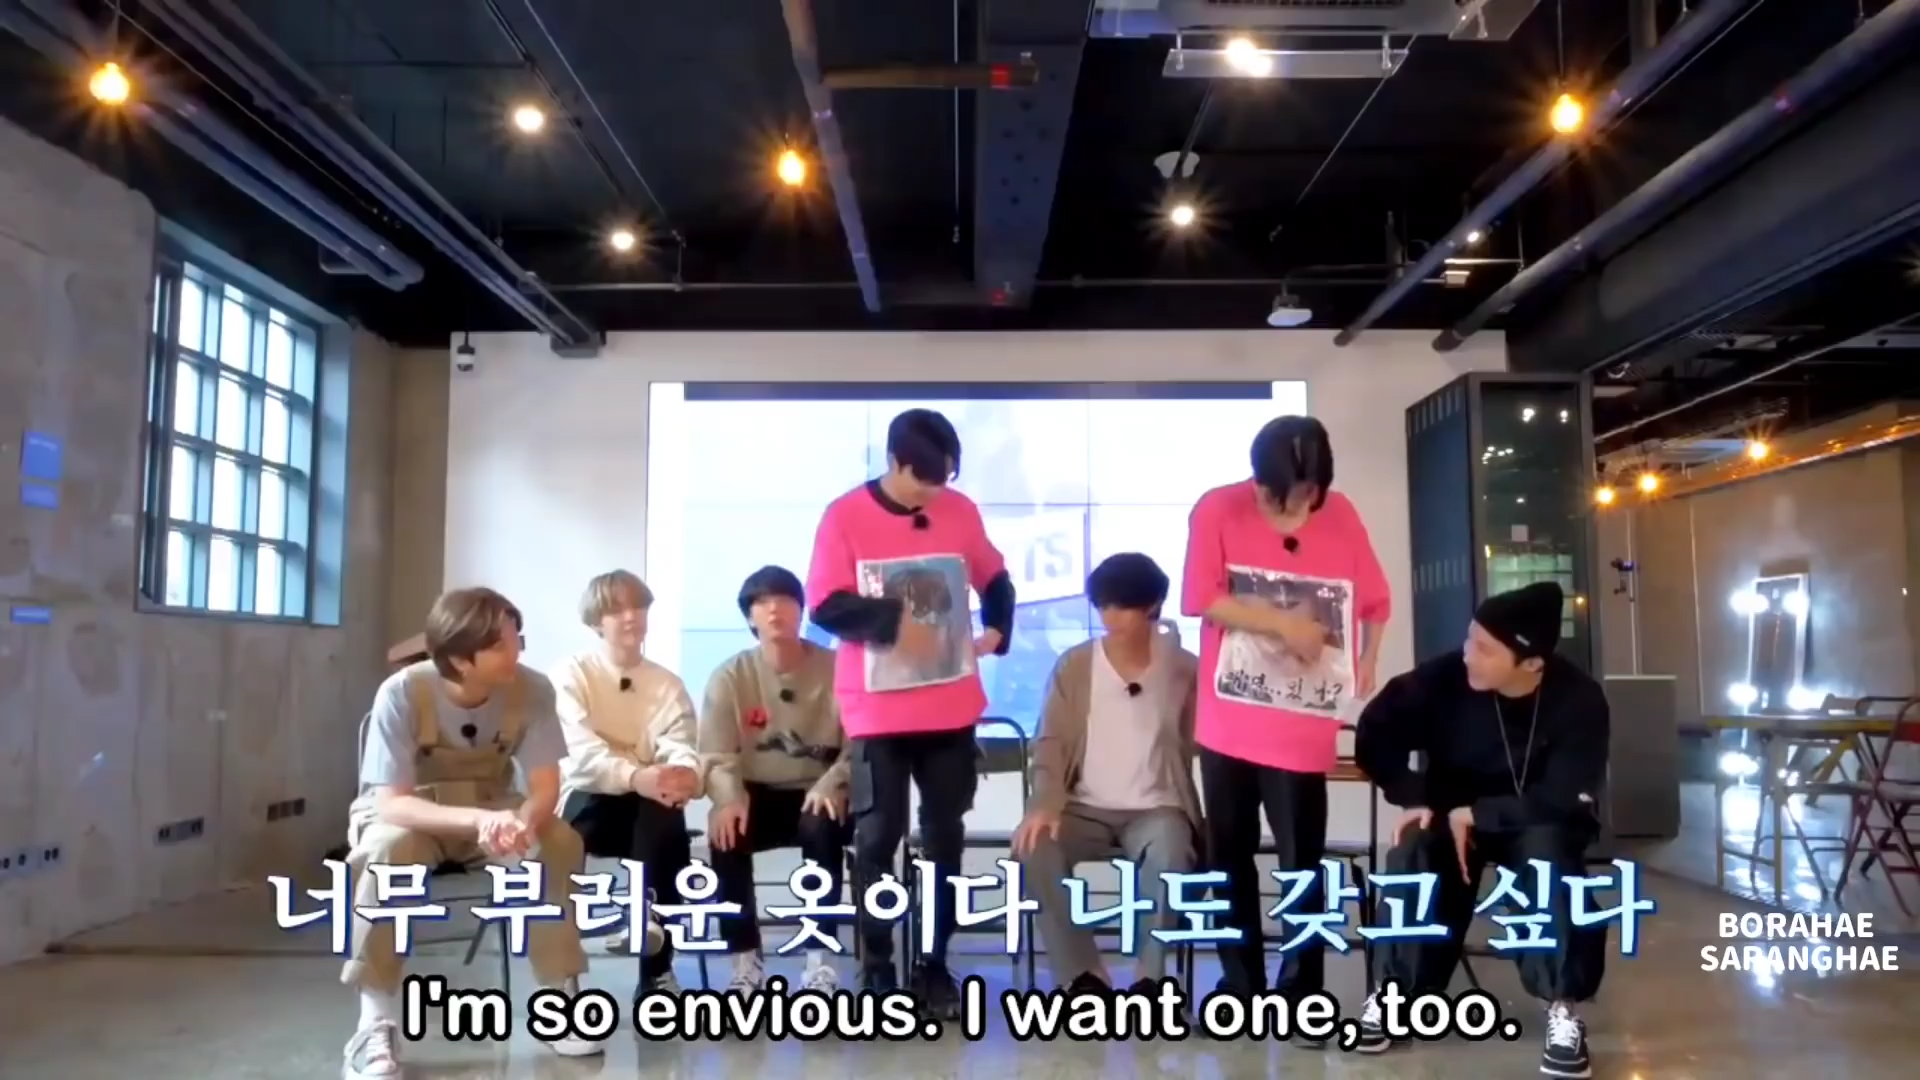 TS
너무 부러운 옷이다 나도 갖고 싶다
BORAHAE
SARANGHAE
I'm so envious. I want one, too.